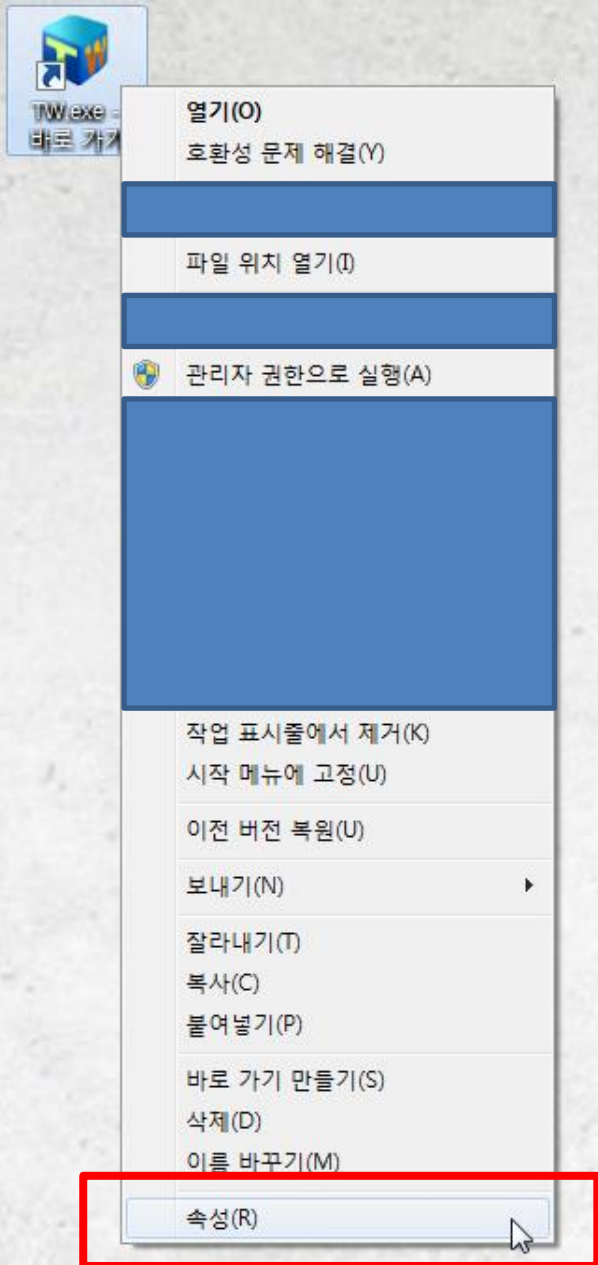 TW
TW.exe -
바로 가기
열기(O)
호환성 문제 해결(Y)
파일 위치 열기(I)
관리자 권한으로 실행(A)
작업 표시줄에서 제거(K)
시작 메뉴에 고정(U)
이전 버전 복원(U)
보내기(N)
잘라내기(T)
복사(C)
붙여넣기(P)
바로 가기 만들기(S)
삭제(D)
이름 바꾸기(M)
속성(R)